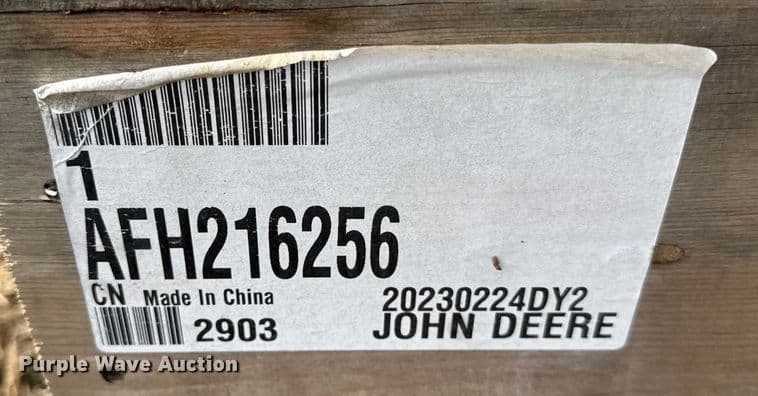 1
AFH216256
CN Made In China 20230224DY2
2903 JOHN DEERE
Purple Wave Auction